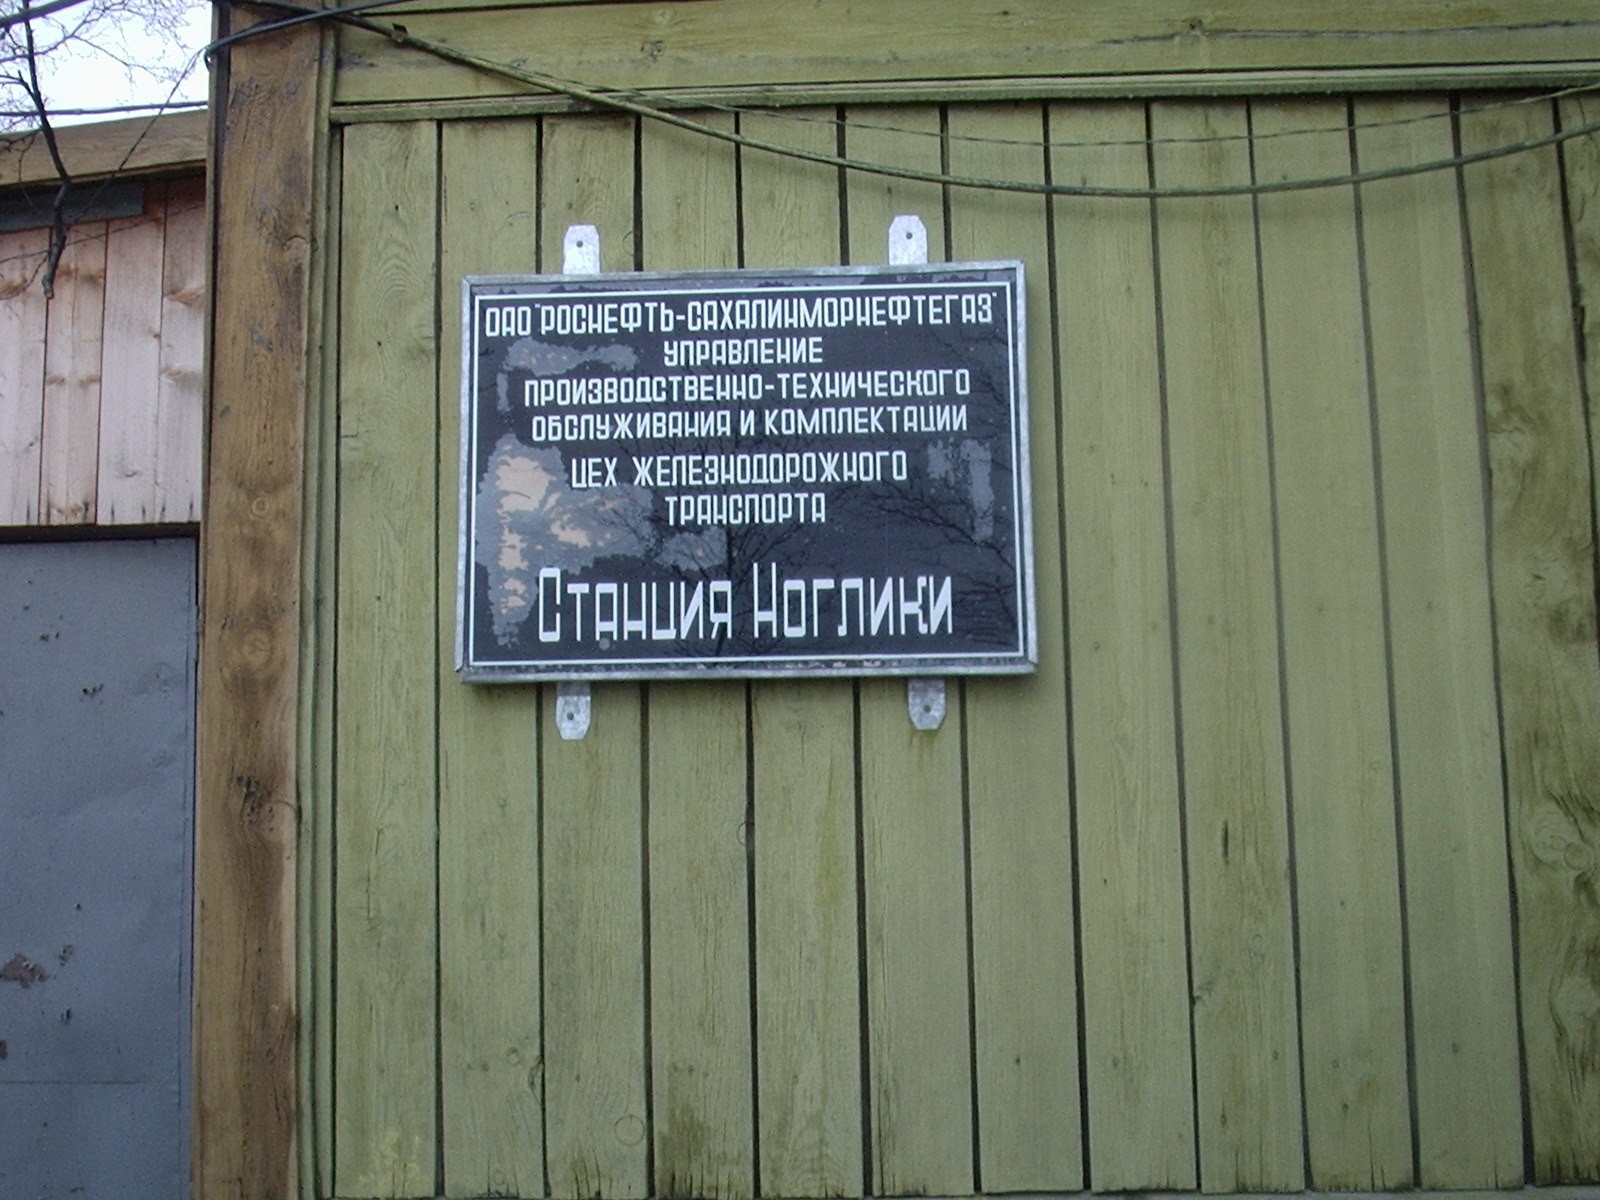 ОАО "РОСНЕФТЬ-САХАЛИНМОРНЕФТЕГАЗ"
УПРАВЛЕНИЕ
ПРОИЗВОДСТВЕННО-ТЕХНИЧЕСКОГО
ОБСЛУЖИВАНИЯ И КОМПЛЕКТАЦИИ
ЦЕХ ЖЕЛЕЗНОДОРОЖНОГО
ТРАНСПОРТА
СТАНЦИЯ НОГЛИКИ